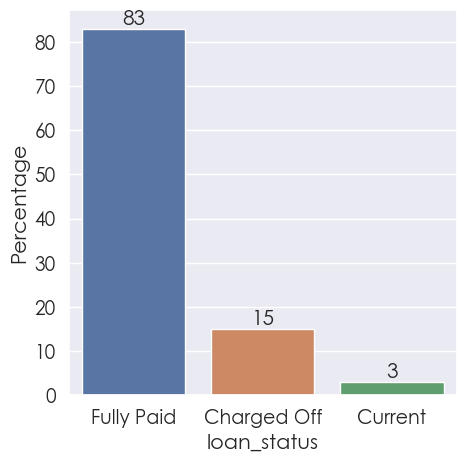 83
80
70
60
50
40
30
20
10
0
Percentage
15
3
Fully Paid
Charged Off
Current
loan_status